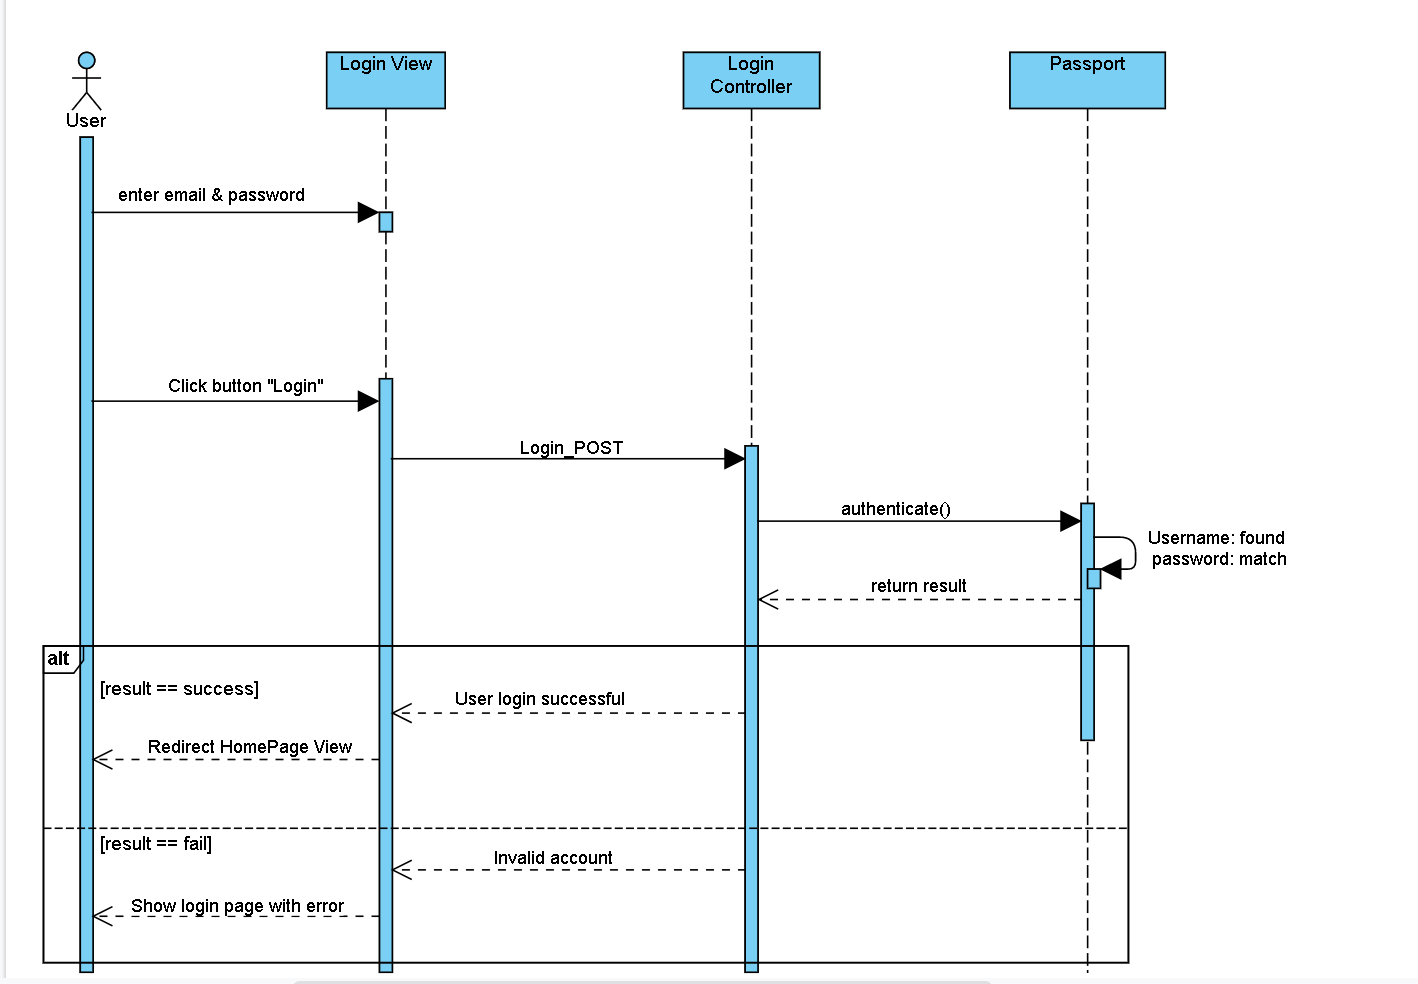 User
Login View
Login
Controller
Passport
enter email & password
Click button "Login"
Login_POST
authenticate()
Username: found
password: match
return result
alt
[result == success]
User login successful
Redirect HomePage View
[result == fail]
Invalid account
Show login page with error